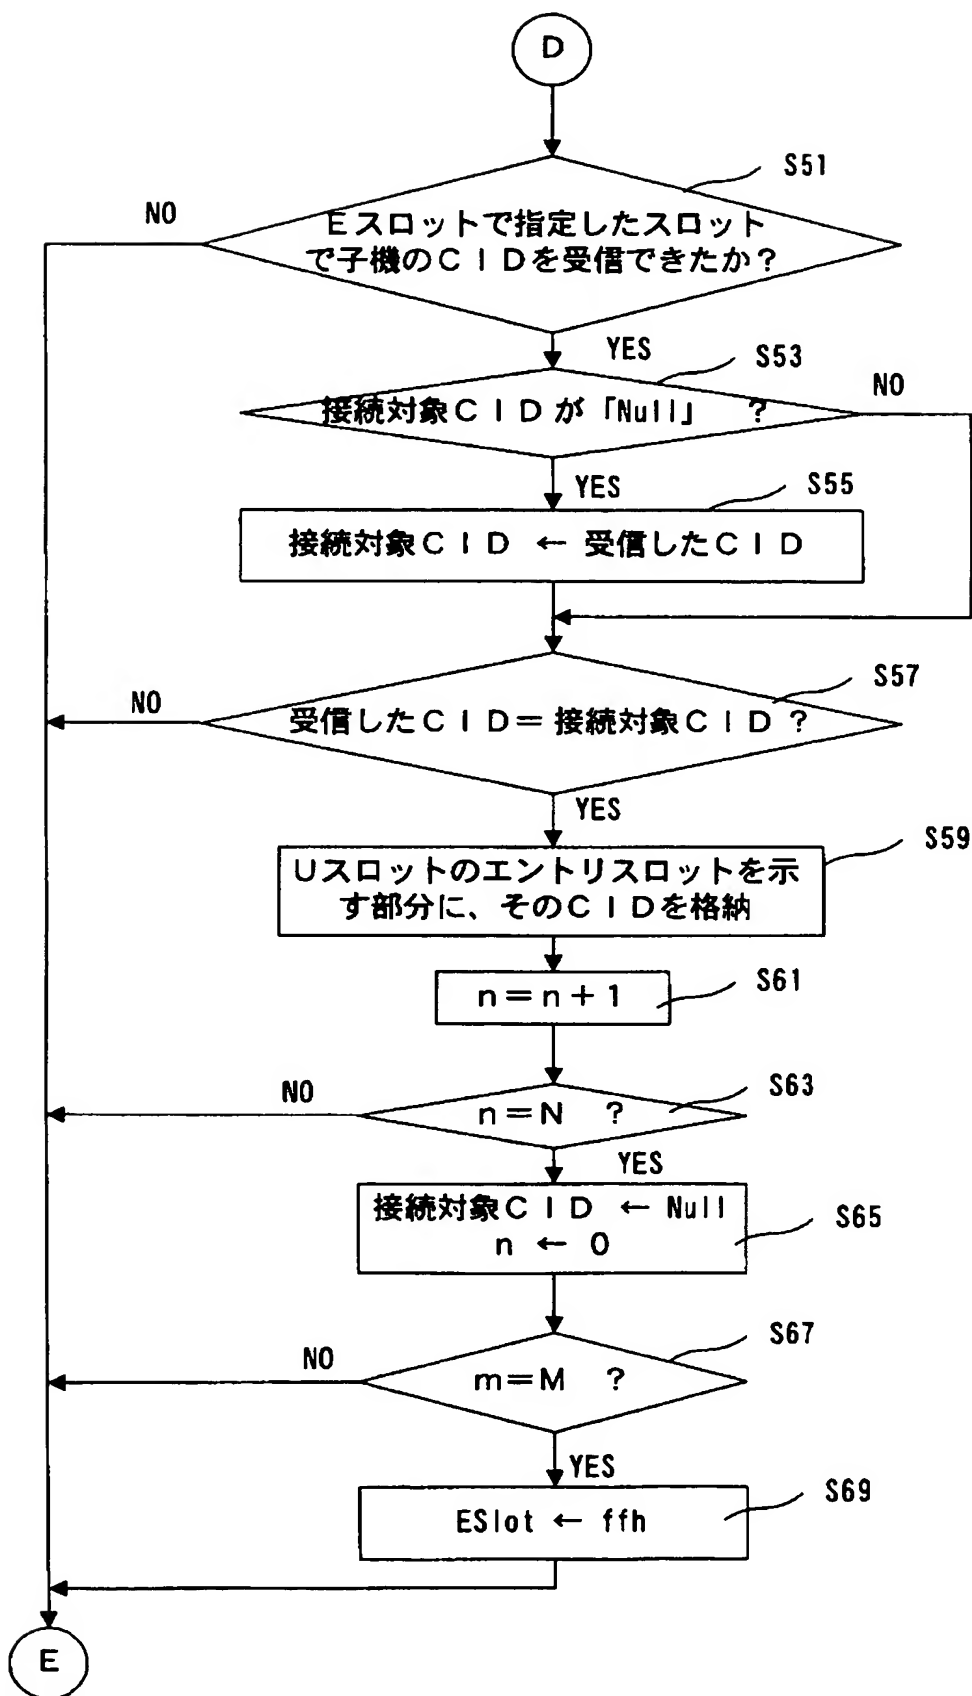 D
S51
NO
Eスロットで指定したスロット
で子機のCIDを受信できたか?
YES
S53
NO
接続対象CIDが「Null」 ?
YES
S55
接続対象CID ← 受信したCID
S57
NO
受信したCID=接続対象CID?
YES
S59
Uスロットのエントリスロットを示
す部分に、そのCIDを格納
S61
n=n+1
S63
NO
n=N ?
YES
接続対象CID ← Null
S65
n ← 0
S67
NO
m=M ?
YES
S69
ESlot ← ffh
E